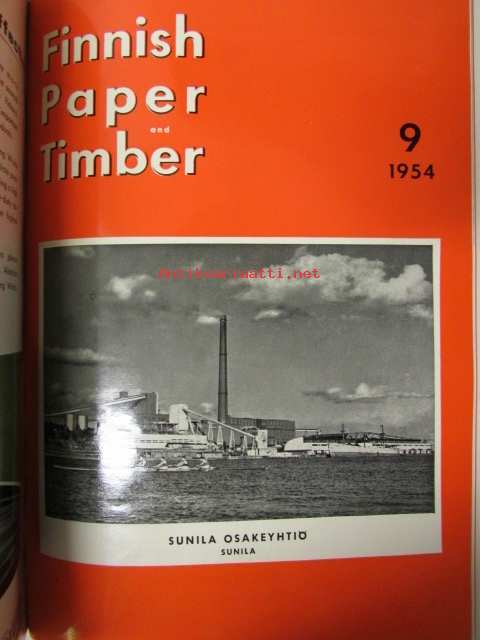 Finnish
Paper
and
Timber
9
1954
Antikvariaatti.net
SUNILA OSAKEYHTIÖ
SUNILA